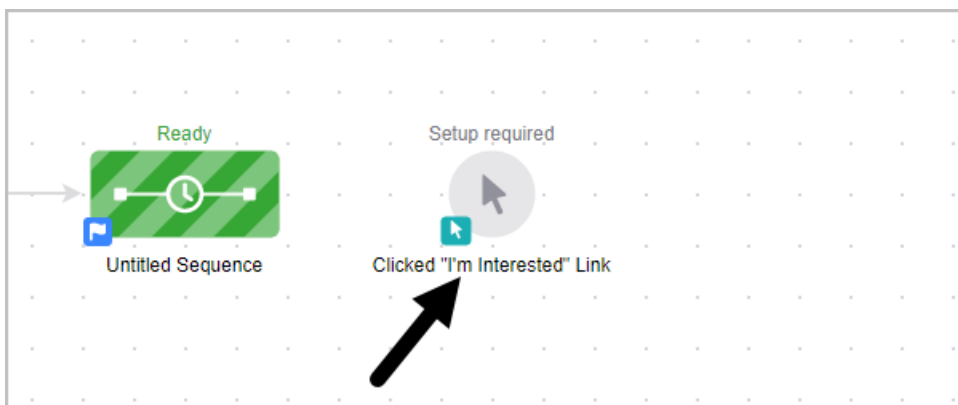 Ready
Setup required
Untitled Sequence
Clicked "I'm Interested" Link